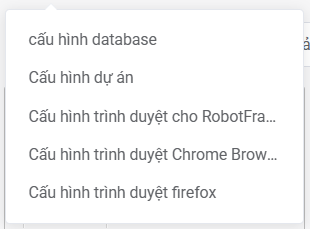 cấu hình database
Cấu hình dự án
Cấu hình trình duyệt cho RobotFra...
Cấu hình trình duyệt Chrome Brow...
Cấu hình trình duyệt firefox